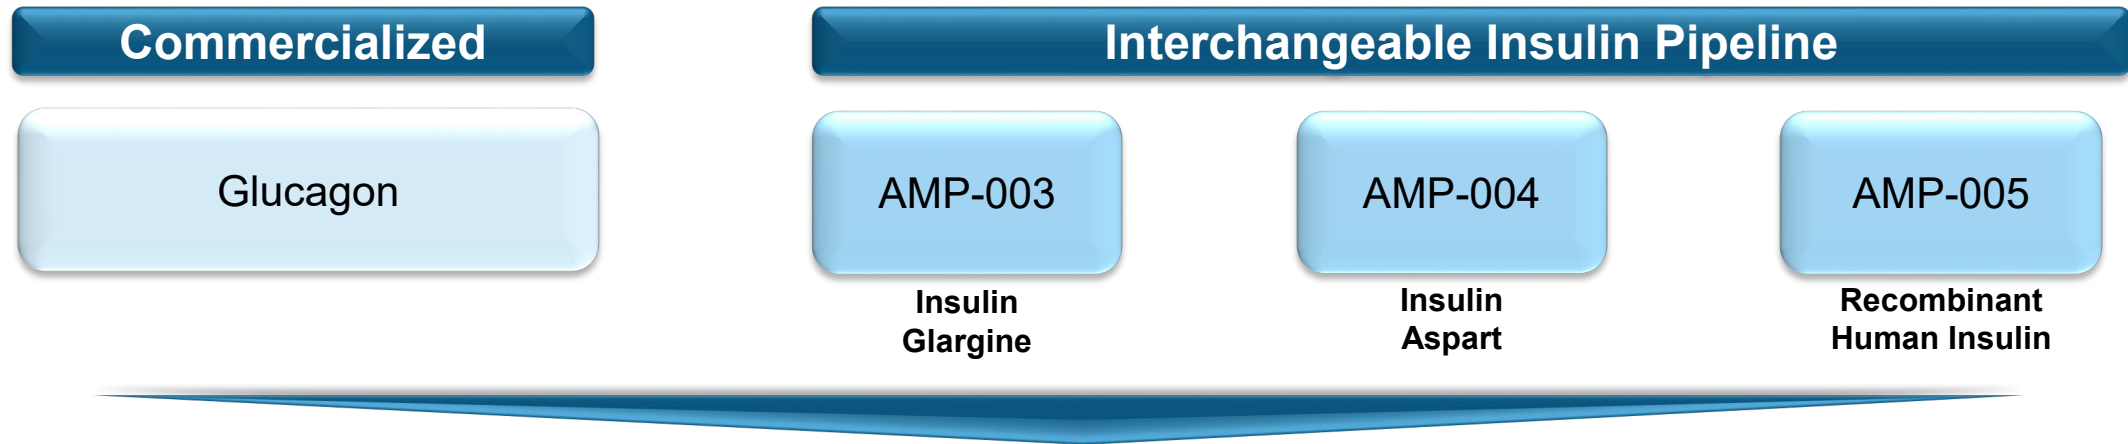 Commercialized
Interchangeable Insulin Pipeline
Glucagon
AMP-003
AMP-004
AMP-005
Insulin
Glargine
Insulin
Aspart
Recombinant
Human Insulin